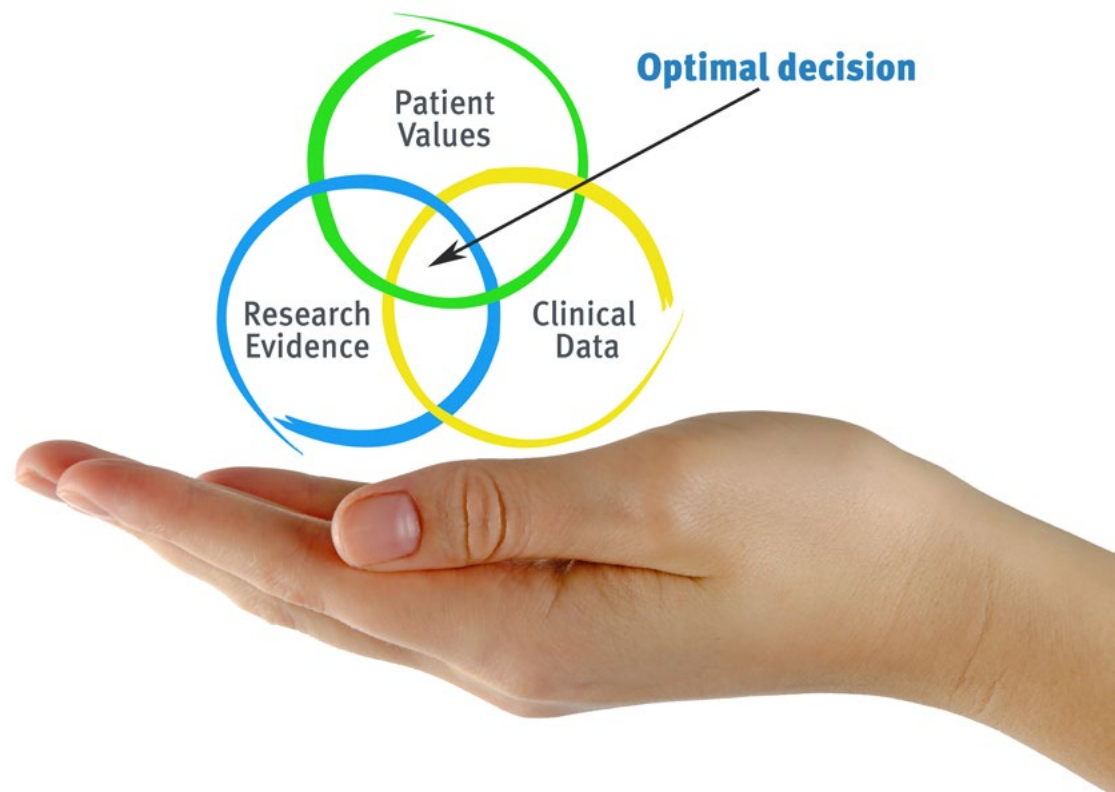 Optimal decision
Patient
Values
Research
Evidence
Clinical
Data